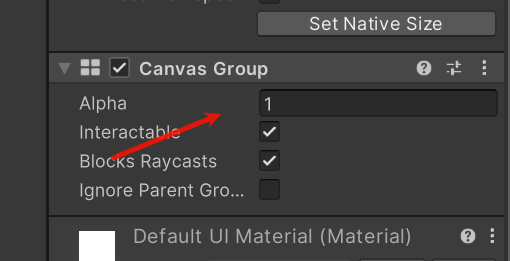 Set Native Size
Canvas Group
Alpha
1
Interactable
Blocks Raycasts
Ignore Parent Gro...
Default UI Material (Material)